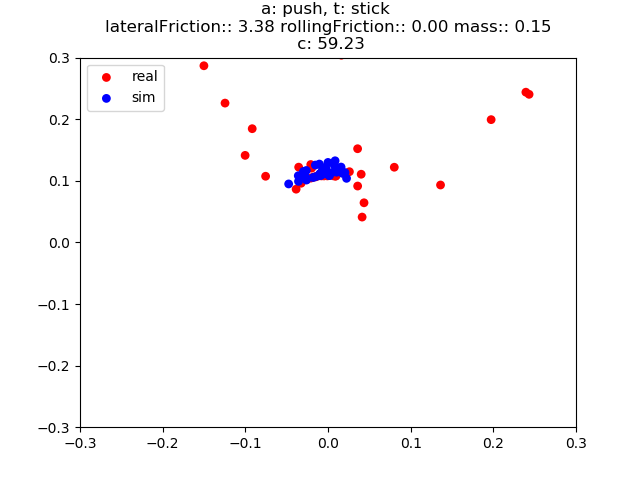 a: push, t: stick
lateralFriction:: 3.38 rollingFriction:: 0.00 mass:: 0.15
c: 59.23
real
sim
0.3
0.2
0.1
0.0
−0.1
−0.2
−0.3
−0.3 −0.2 −0.1 0.0 0.1 0.2 0.3